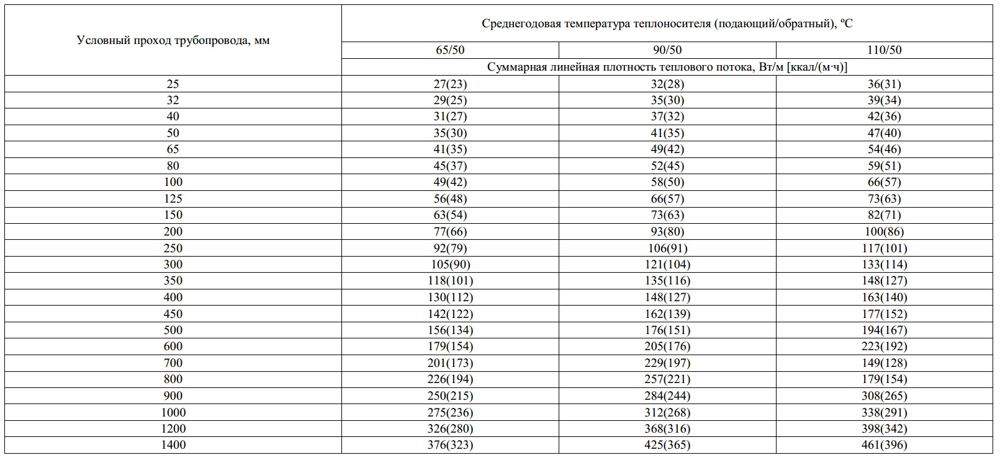 Условный проход трубопровода, мм
Среднегодовая температура теплоносителя (подающий/обратный), ºС
65/50 90/50 110/50
Суммарная линейная плотность теплового потока, Вт/м [ккал/(м·ч)]
25 27(23) 32(28) 36(31)
32 29(25) 35(30) 39(34)
40 31(27) 37(32) 42(36)
50 35(30) 41(35) 47(40)
65 41(35) 49(42) 54(46)
80 45(37) 52(45) 59(51)
100 49(42) 58(50) 66(57)
125 56(48) 66(57) 73(63)
150 63(54) 73(63) 82(71)
200 77(66) 93(80) 100(86)
250 92(79) 106(91) 117(101)
300 105(90) 121(104) 133(114)
350 118(101) 135(116) 148(127)
400 130(112) 148(127) 163(140)
450 142(122) 162(139) 177(152)
500 156(134) 176(151) 194(167)
600 179(154) 205(176) 223(192)
700 201(173) 229(197) 149(128)
800 226(194) 257(221) 179(154)
900 250(215) 284(244) 308(265)
1000 275(236) 312(268) 338(291)
1200 326(280) 368(316) 398(342)
1400 376(323) 425(365) 461(396)